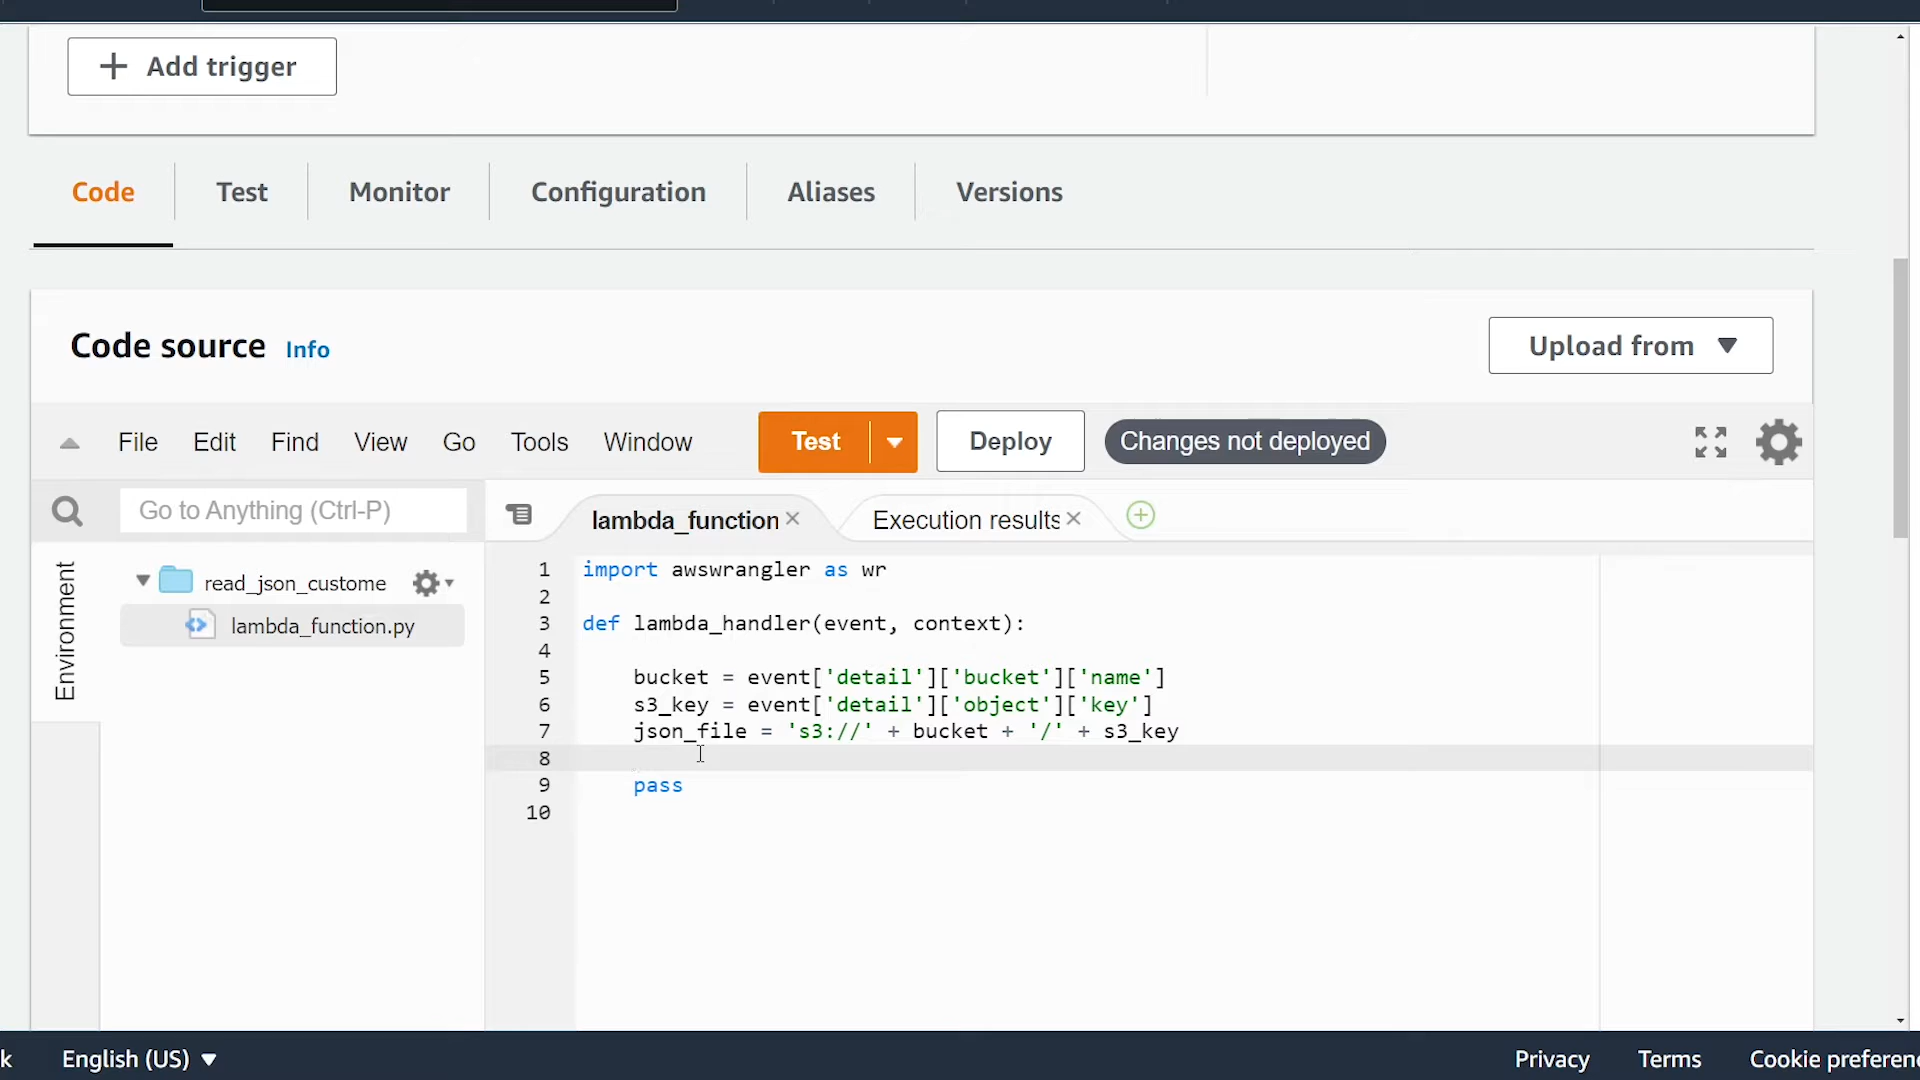 + Add trigger
Code Test Monitor Configuration Aliases Versions
Code source Info
Upload from
File Edit Find View Go Tools Window Test Deploy Changes not deployed
Go to Anything (Ctrl-P)
lambda_function × Execution results ×
Environment
read_json_custome
lambda_function.py
1 import awswrangler as wr
2
3 def lambda_handler(event, context):
4
5 bucket = event['detail']['bucket']['name']
6 s3_key = event['detail']['object']['key']
7 json_file = 's3://' + bucket + '/' + s3_key
8
9 pass
10
k English (US) Privacy Terms Cookie preferen